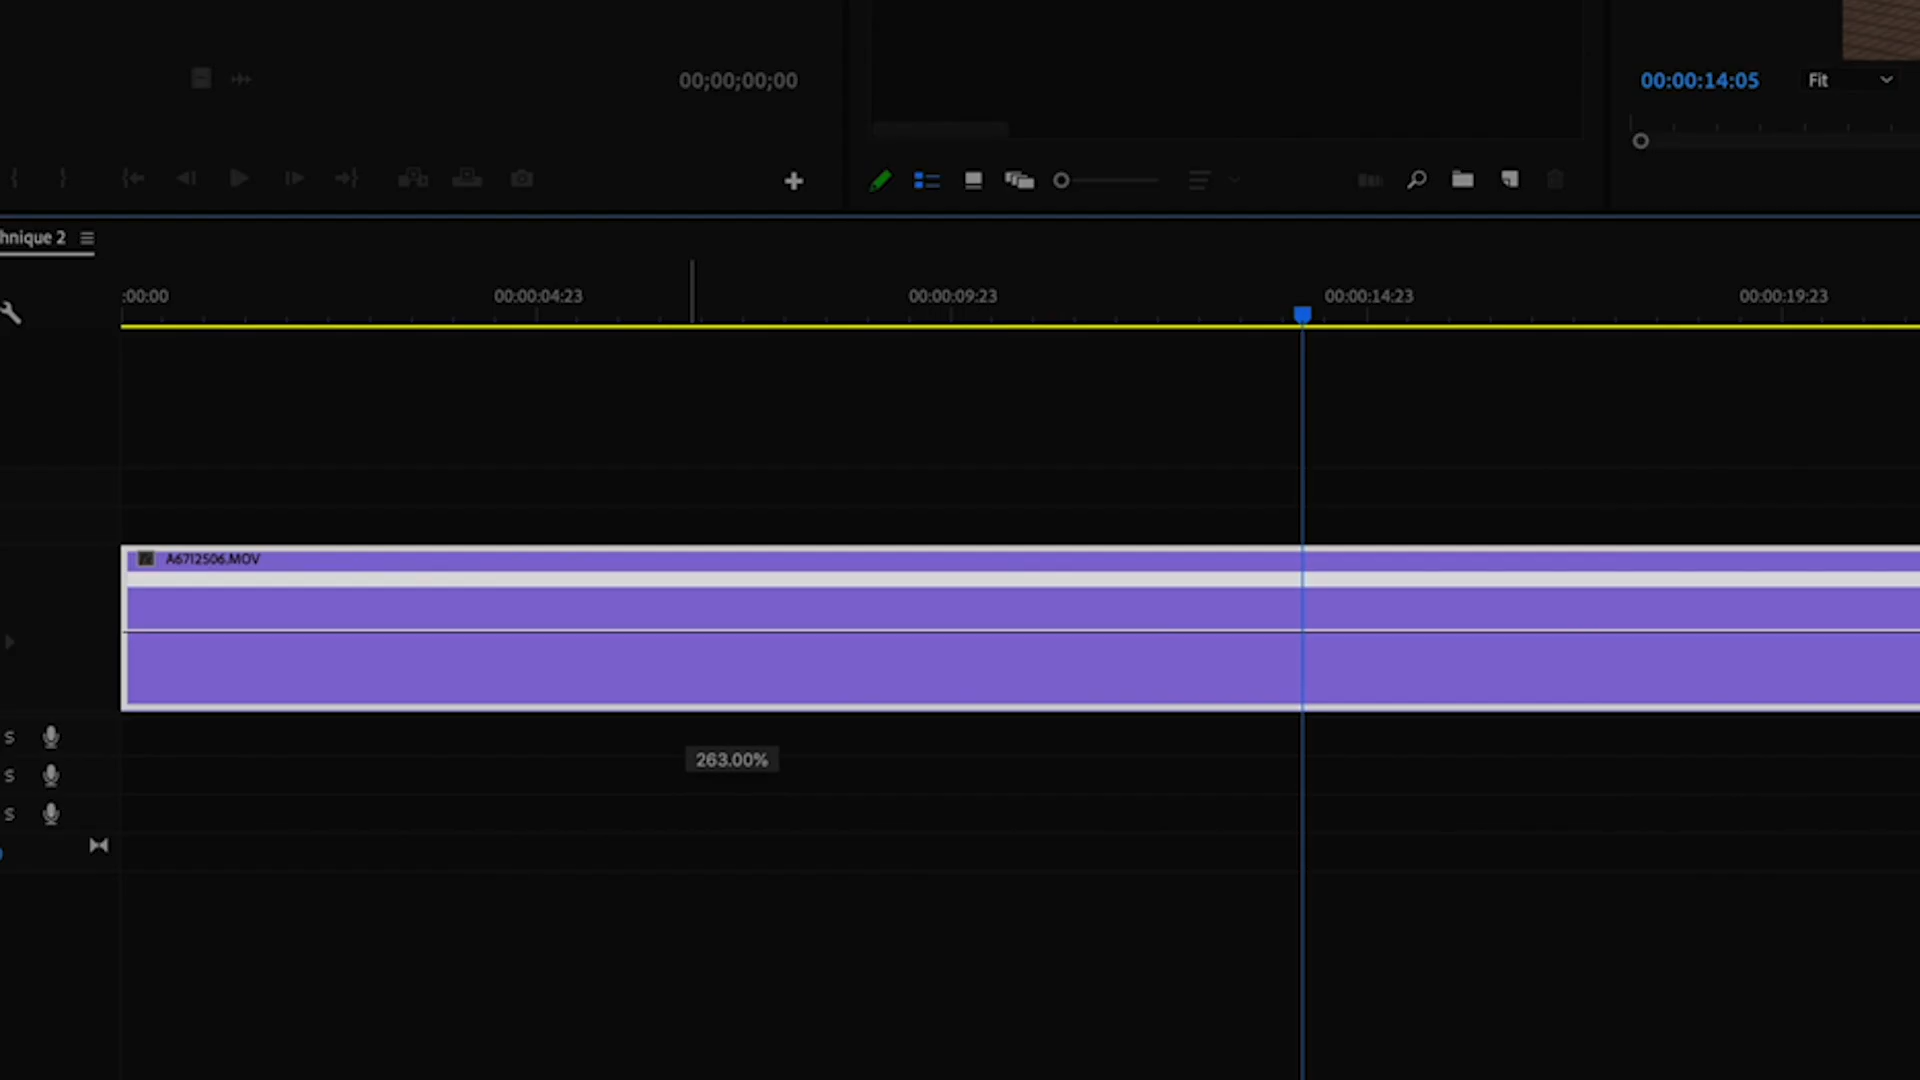 00;00;00;00
00:00:14:05
Fit
hnique 2
:00:00
00:00:04:23
00:00:09:23
00:00:14:23
00:00:19:23
A67I2506.MOV
S
263.00%
S
S